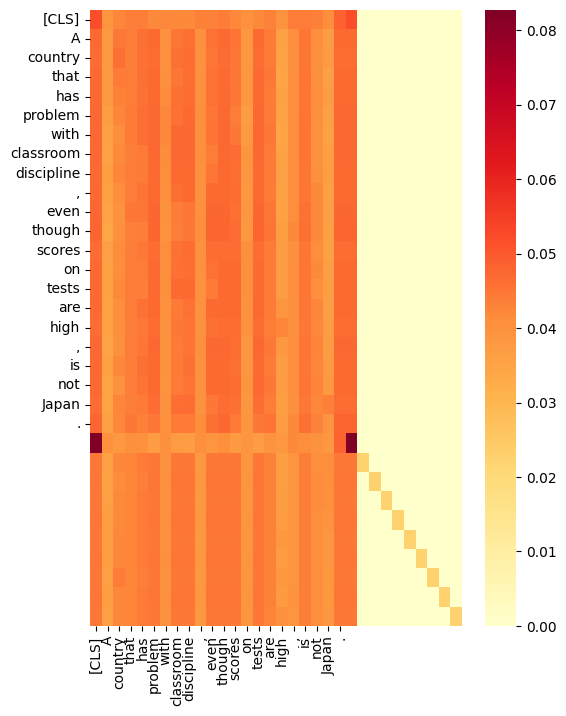 [CLS]
A
country
that
has
problem
with
classroom
discipline
,
even
though
scores
on
tests
are
high
,
is
not
Japan
.
[CLS]
A
country
that
has
problem
with
classroom
discipline
,
even
though
scores
on
tests
are
high
,
is
not
Japan
.
0.08
0.07
0.06
0.05
0.04
0.03
0.02
0.01
0.00